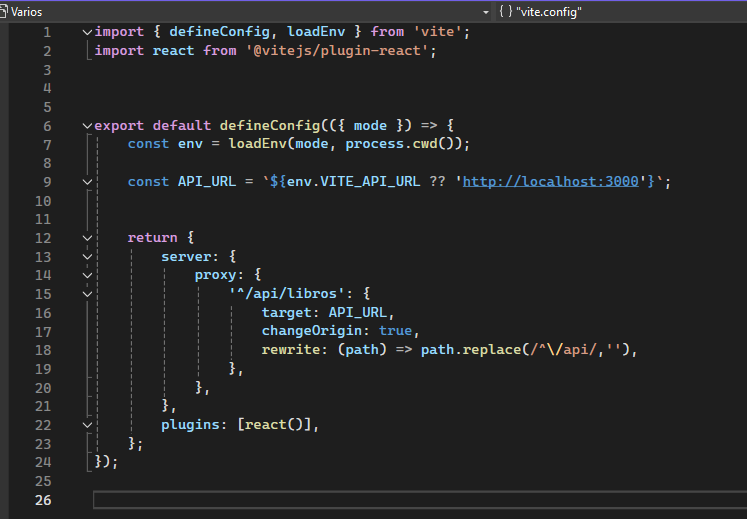 Varios { } "vite.config"
1 import { defineConfig, loadEnv } from 'vite';
2 import react from '@vitejs/plugin-react';
3
4
5
6 export default defineConfig(({ mode }) => {
7     const env = loadEnv(mode, process.cwd());
8
9     const API_URL = `${env.VITE_API_URL ?? 'http://localhost:3000'}`;
10
11
12     return {
13         server: {
14             proxy: {
15                 '^/api/libros': {
16                     target: API_URL,
17                     changeOrigin: true,
18                     rewrite: (path) => path.replace(/^\/api/,''),
19                 },
20             },
21         },
22         plugins: [react()],
23     };
24 });
25
26